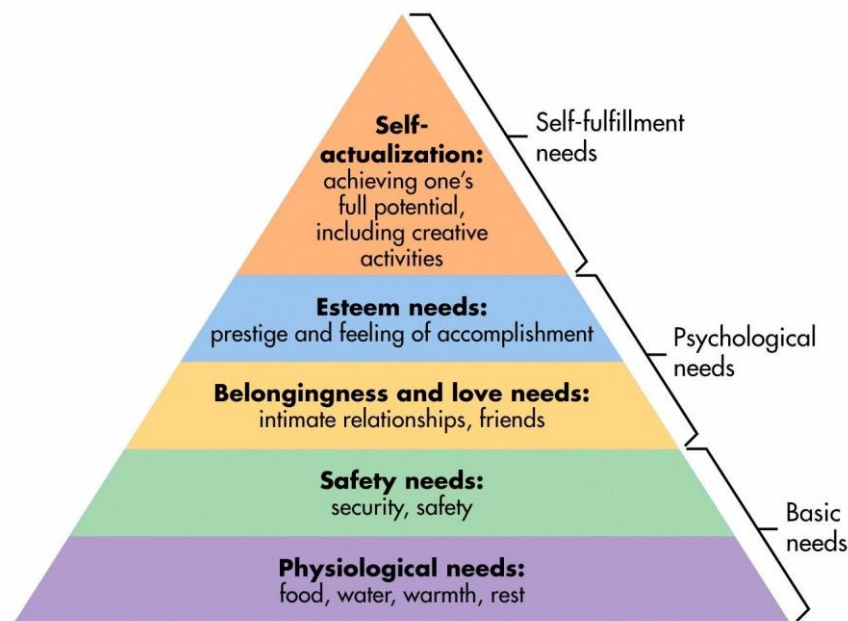 Self-
actualization:
achieving one's
full potential,
including creative
activities
Self-fulfillment
needs
Esteem needs:
prestige and feeling of accomplishment
Belongingness and love needs:
intimate relationships, friends
Psychological
needs
Safety needs:
security, safety
Physiological needs:
food, water, warmth, rest
Basic
needs